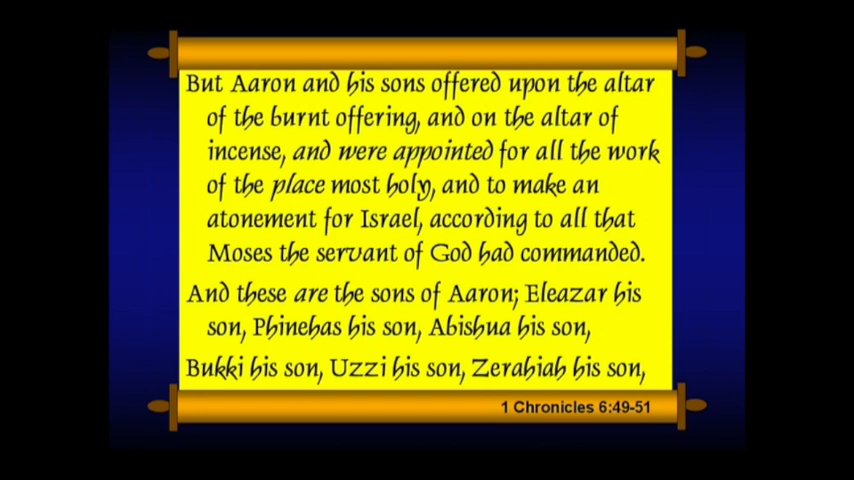 But Aaron and his sons offered upon the altar
of the burnt offering, and on the altar of
incense, and were appointed for all the work
of the place most holy, and to make an
atonement for Israel, according to all that
Moses the servant of God had commanded.
And these are the sons of Aaron; Eleazar his
son, Phinehas his son, Abishua his son,
Bukki his son, Uzzi his son, Zerahiah his son,
1 Chronicles 6:49-51